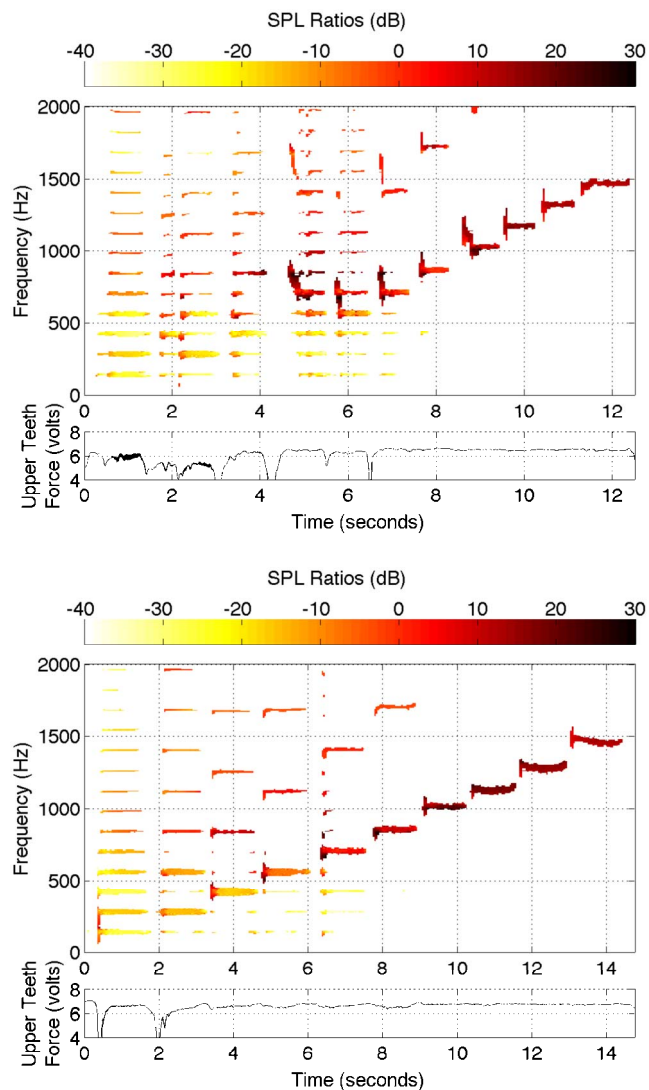 SPL Ratios (dB)
-40 -30 -20 -10 0 10 20 30
2000
1500
1000
500
0
Frequency (Hz)
0 2 4 6 8 10 12
8
6
4
Upper Teeth
Force (volts)
0 2 4 6 8 10 12
Time (seconds)
SPL Ratios (dB)
-40 -30 -20 -10 0 10 20 30
2000
1500
1000
500
0
Frequency (Hz)
0 2 4 6 8 10 12 14
8
6
4
Upper Teeth
Force (volts)
0 2 4 6 8 10 12 14
Time (seconds)